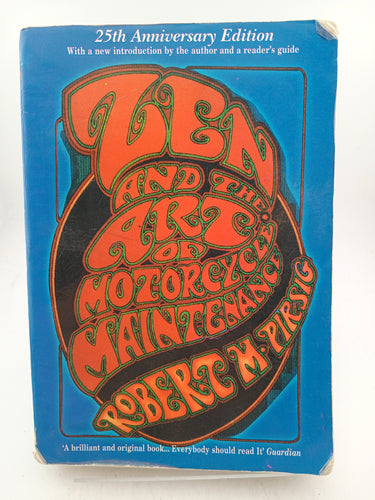 25th Anniversary Edition
With a new introduction by the author and a reader's guide
ZEN
AND THE
ART
OF
MOTORCYCLE
MAINTENANCE
ROBERT M. PIRSIG
'A brilliant and original book... Everybody should read It' Guardian